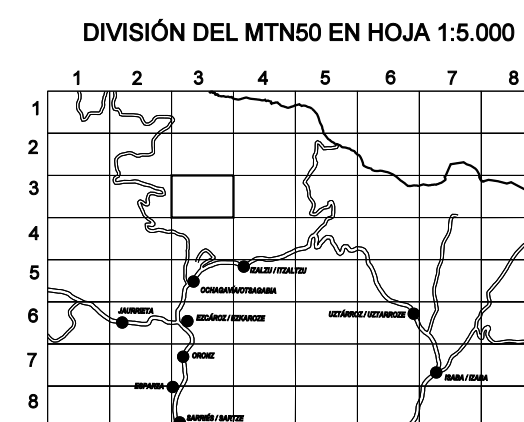 DIVISIÓN DEL MTN50 EN HOJA 1:5.000
1 2 3 4 5 6 7 8
1
2
3
4
5
IZALZU / ITZALTZU
OCHAGAVÍA/OTSAGABIA
JAURRIETA
6
EZCÁROZ / EZKAROZE
UZTÁRROZ / UZTARROZE
7
ORONZ
ISABA / IZABA
ESPARZA
8
SARRIÉS / SARTZE